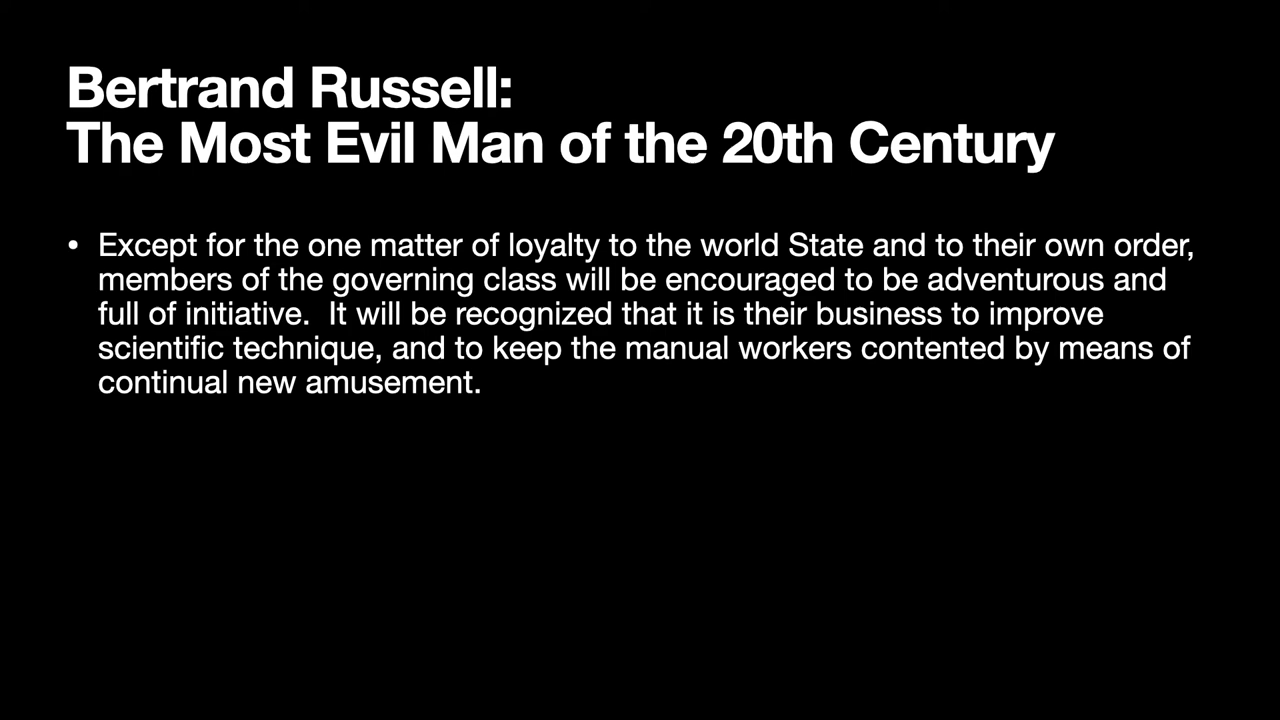 Bertrand Russell:
The Most Evil Man of the 20th Century
• Except for the one matter of loyalty to the world State and to their own order,
members of the governing class will be encouraged to be adventurous and
full of initiative.  It will be recognized that it is their business to improve
scientific technique, and to keep the manual workers contented by means of
continual new amusement.